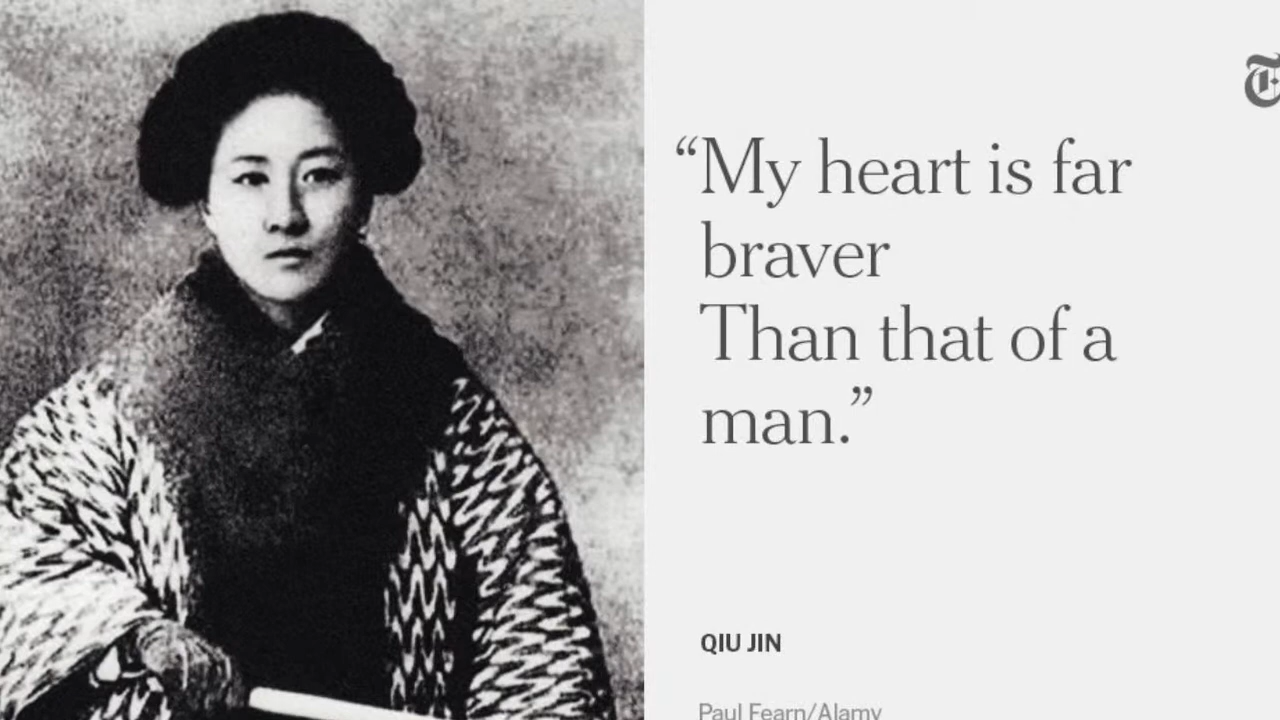 “My heart is far
braver
Than that of a
man.”
QIU JIN
Paul Fearn/Alamy